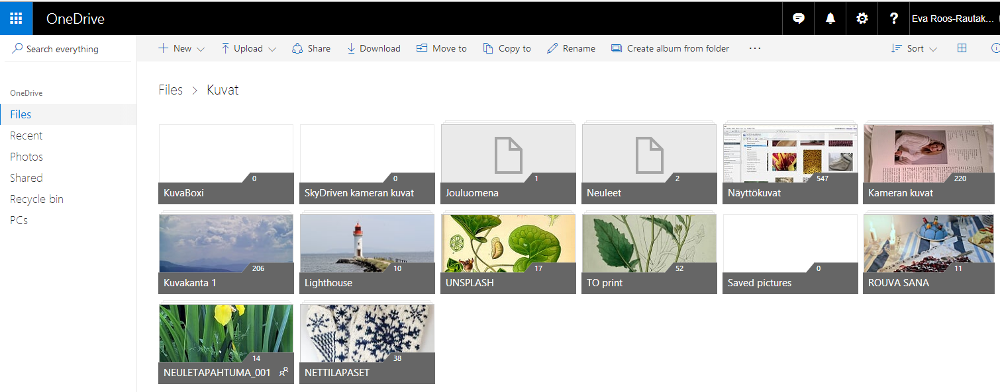 OneDrive
Eva Roos-Rautak...
Search everything
New
Upload
Share
Download
Move to
Copy to
Rename
Create album from folder
...
Sort
OneDrive
Files
Recent
Photos
Shared
Recycle bin
PCs
Files > Kuvat
0
KuvaBoxi
0
SkyDriven kameran kuvat
1
Jouluomena
2
Neuleet
547
Näyttökuvat
220
Kameran kuvat
206
Kuvakanta 1
10
Lighthouse
17
UNSPLASH
52
TO print
0
Saved pictures
11
ROUVA SANA
14
NEULETAPAHTUMA_001
38
NETTILAPASET